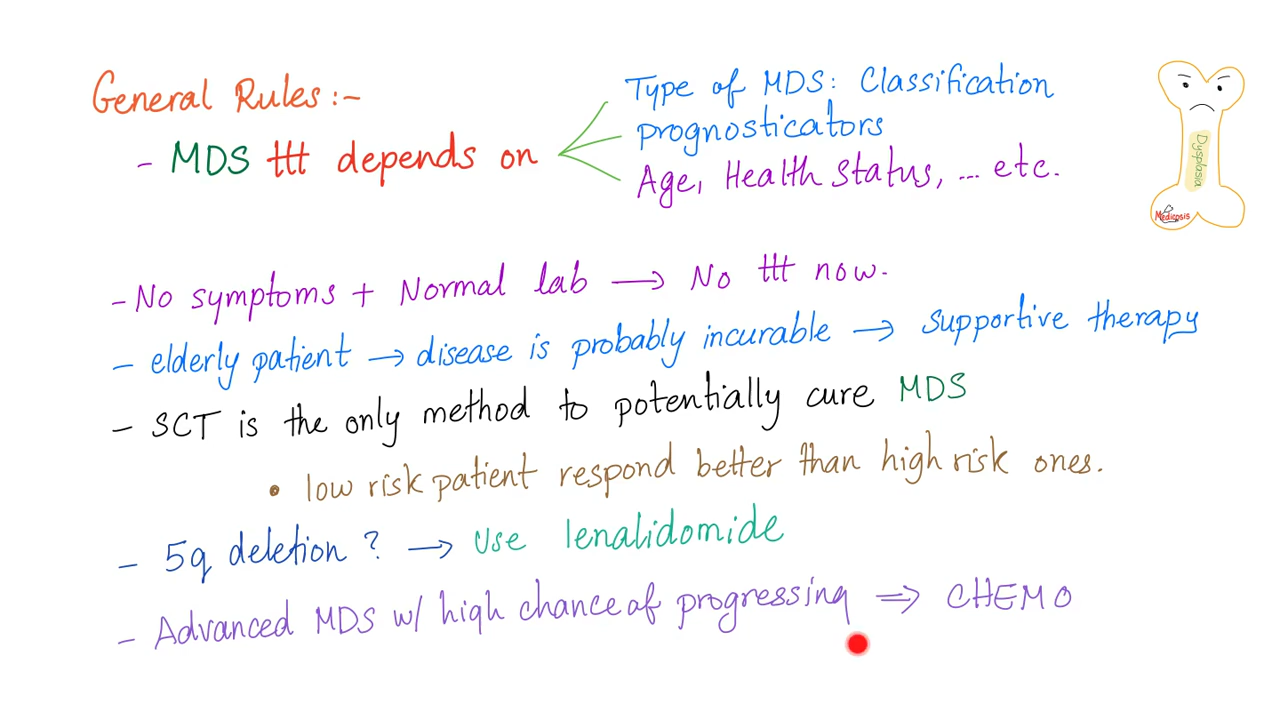 General Rules :-
- MDS ttt depends on
Type of MDS: Classification
prognosticators
Age, Health Status, ... etc.
Dysplasia
Medicosis
- No symptoms + Normal lab → No ttt now.
- elderly patient → disease is probably incurable → supportive therapy
- SCT is the only method to potentially cure MDS
• low risk patient respond better than high risk ones.
- 5q deletion ? → Use lenalidomide
- Advanced MDS w/ high chance of progressing ⇒ CHEMO